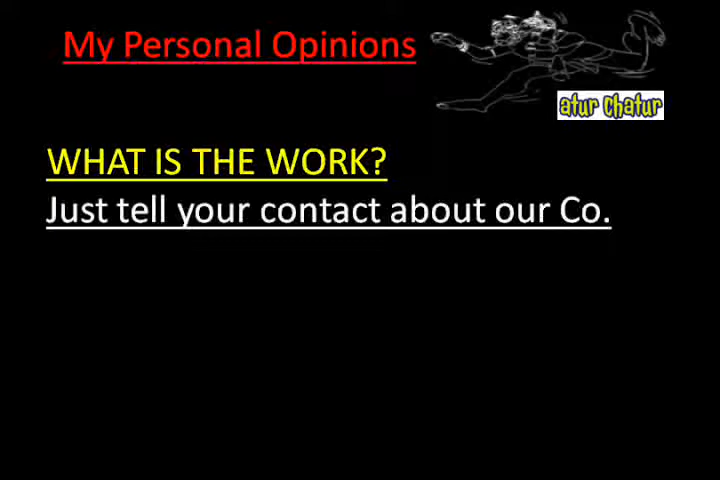 My Personal Opinions
atur chatur
WHAT IS THE WORK?
Just tell your contact about our Co.